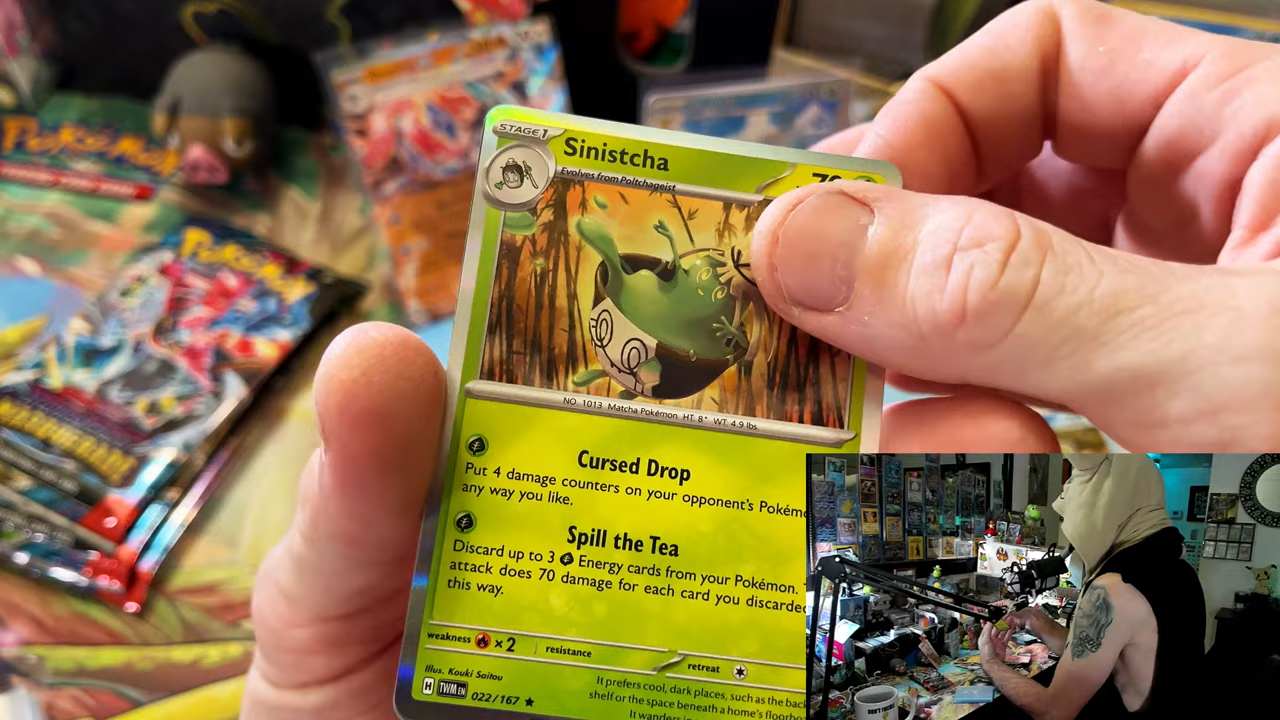 STAGE 1
Sinistcha
Evolves from Poltchageist
NO. 1013 Matcha Pokémon HT. 8" WT. 4.9 lbs.
Cursed Drop
Put 4 damage counters on your opponent's
any way you like.
Spill the Tea
Discard up to 3 Energy cards from your Pokémon.
attack does 70 damage for each card you
this way.
weakness ×2 resistance retreat
Illus. Kouki Saitou
H TWM EN 022/167 ★
It prefers cool, dark places, such as the back
shelf or the space beneath a home's
It wanders
POKéMON
POKéMON